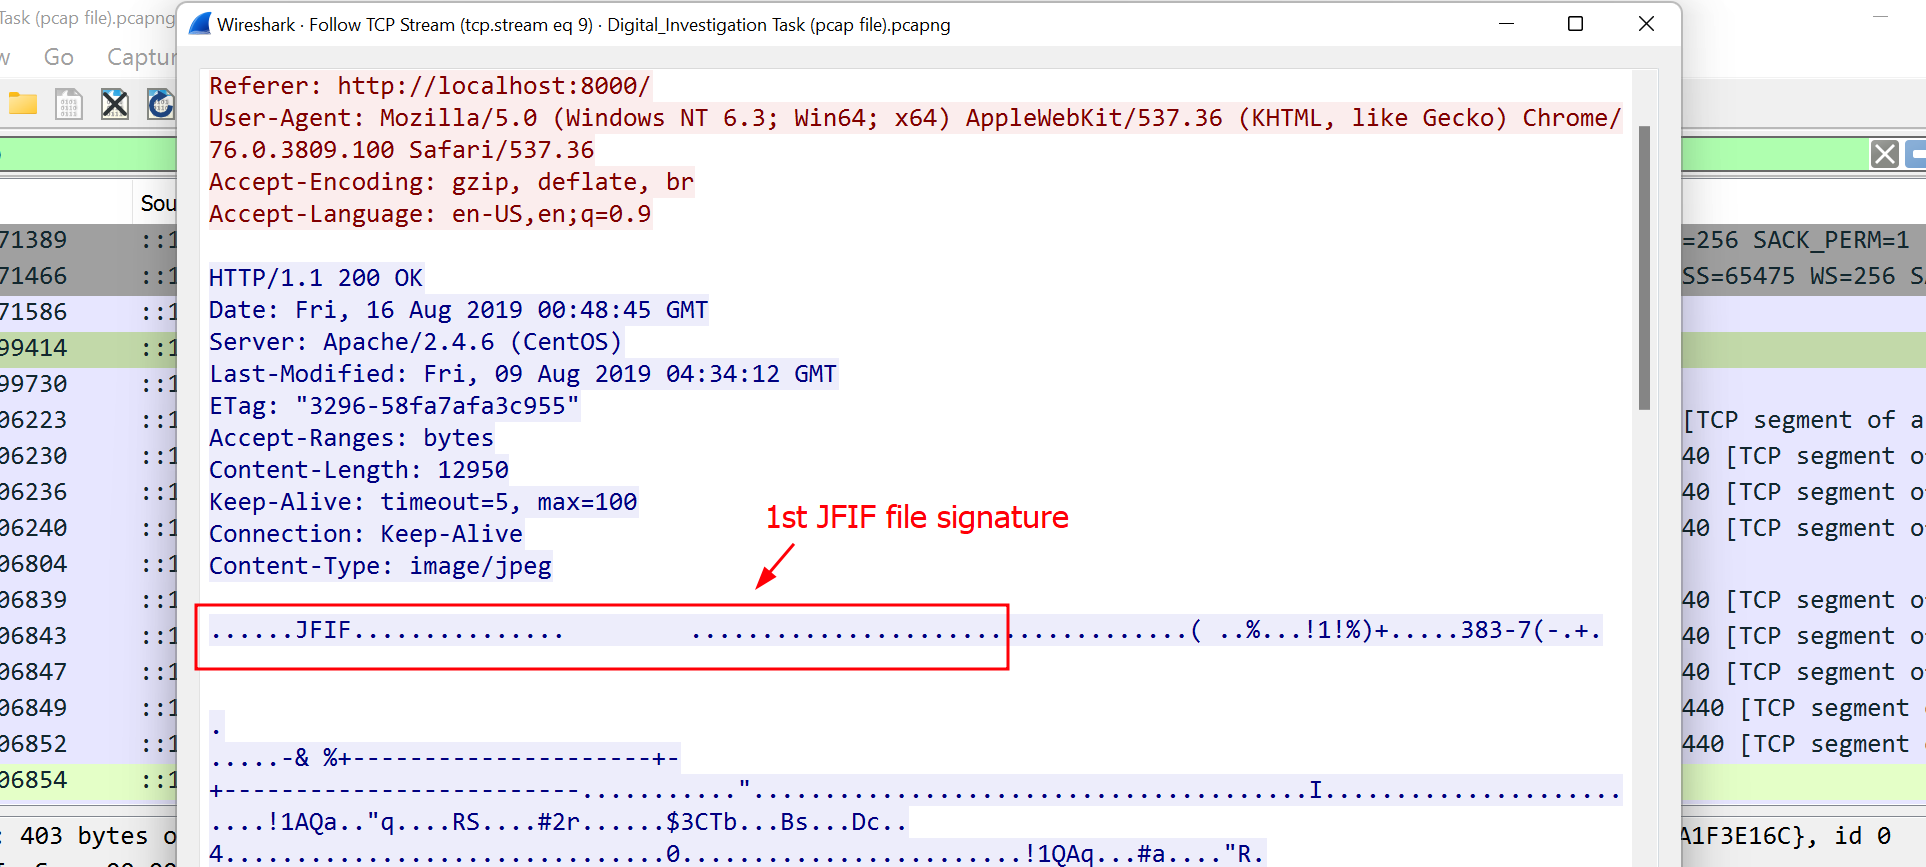 Task (pcap file).pcapng
Wireshark · Follow TCP Stream (tcp.stream eq 9) · Digital_Investigation Task (pcap file).pcapng
w Go Captur
Referer: http://localhost:8000/
User-Agent: Mozilla/5.0 (Windows NT 6.3; Win64; x64) AppleWebKit/537.36 (KHTML, like Gecko) Chrome/
76.0.3809.100 Safari/537.36
Accept-Encoding: gzip, deflate, br
Accept-Language: en-US,en;q=0.9
Sou
71389 ::1 =256 SACK_PERM=1
71466 ::1 SS=65475 WS=256 SA
71586 ::1
99414 ::1
99730 ::1
06223 ::1 [TCP segment of a
06230 ::1 40 [TCP segment of
06236 ::1 40 [TCP segment of
06240 ::1 40 [TCP segment of
06804 ::1
06839 ::1 40 [TCP segment of
06843 ::1 40 [TCP segment of
06847 ::1 40 [TCP segment of
06849 ::1 440 [TCP segment
06852 ::1 440 [TCP segment
06854 ::1
HTTP/1.1 200 OK
Date: Fri, 16 Aug 2019 00:48:45 GMT
Server: Apache/2.4.6 (CentOS)
Last-Modified: Fri, 09 Aug 2019 04:34:12 GMT
ETag: "3296-58fa7afa3c955"
Accept-Ranges: bytes
Content-Length: 12950
Keep-Alive: timeout=5, max=100
Connection: Keep-Alive
Content-Type: image/jpeg
1st JFIF file signature
......JFIF............... ...................................( ..%...!1!%)+.....383-7(-.+.
.
.....-& %+---------------------+-
+-------------------------...........".......................................I.....................
....!1AQa.."q....RS....#2r......$3CTb...Bs...Dc..
4...............................0........................!1QAq...#a...."R.
: 403 bytes o
A1F3E16C}, id 0